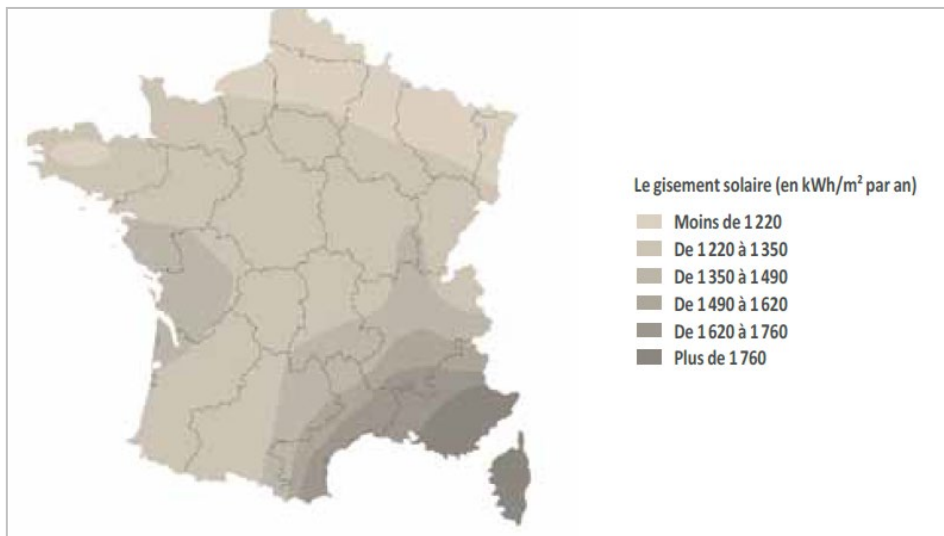 Le gisement solaire (en kWh/m² par an)
Moins de 1 220
De 1 220 à 1 350
De 1 350 à 1 490
De 1 490 à 1 620
De 1 620 à 1 760
Plus de 1 760